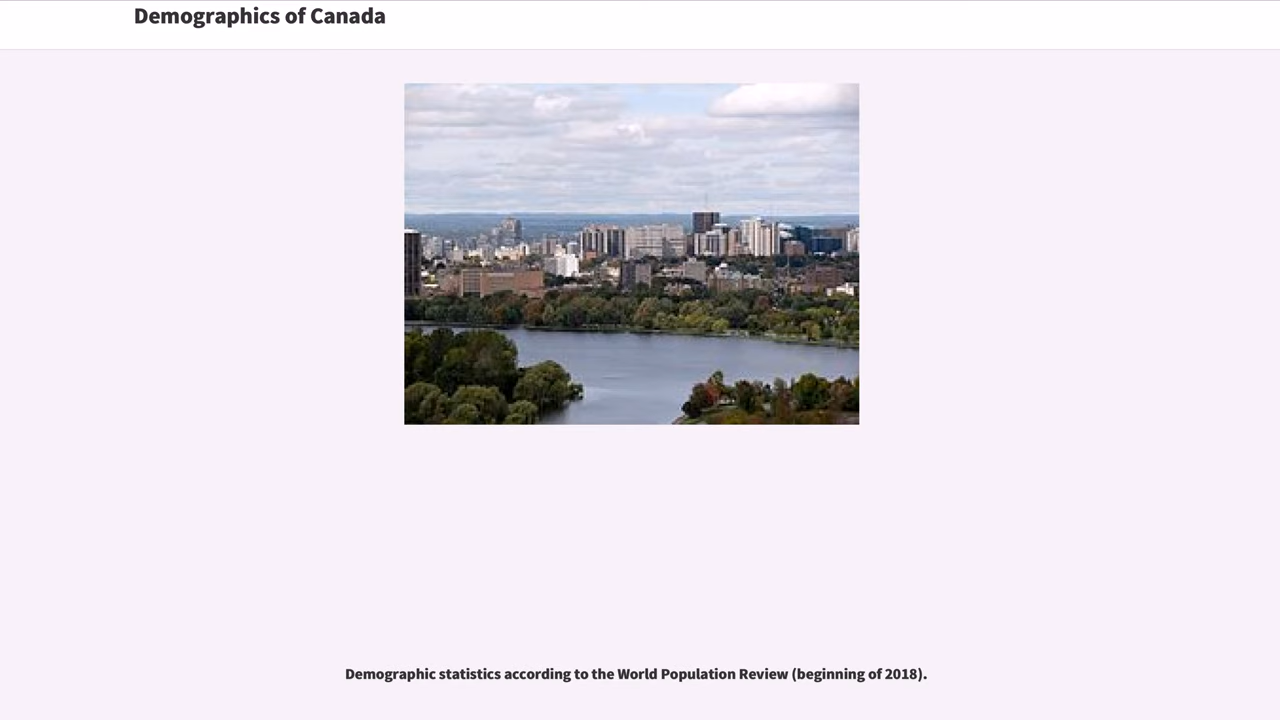 Demographics of Canada
Demographic statistics according to the World Population Review (beginning of 2018).